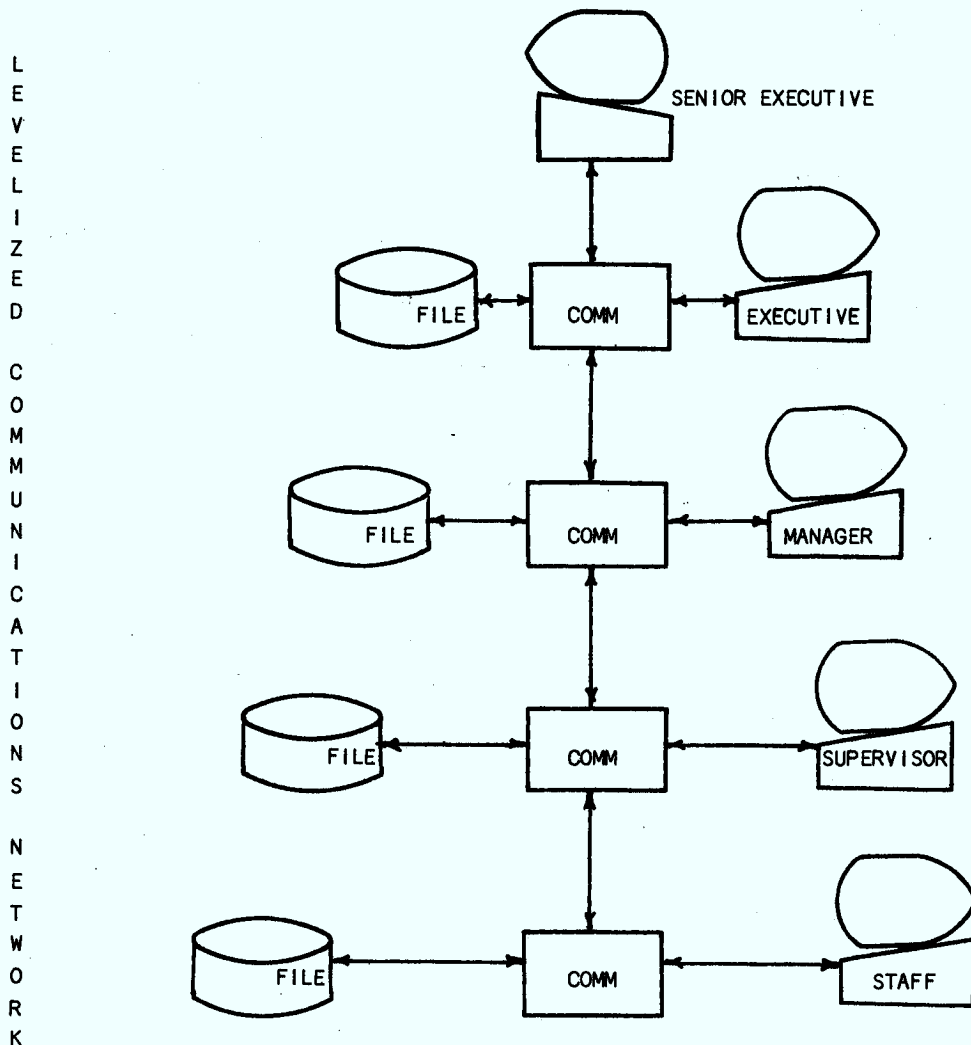 LEVELIZED COMMUNICATIONS NETWORK
SENIOR EXECUTIVE
FILE
COMM
EXECUTIVE
FILE
COMM
MANAGER
FILE
COMM
SUPERVISOR
FILE
COMM
STAFF